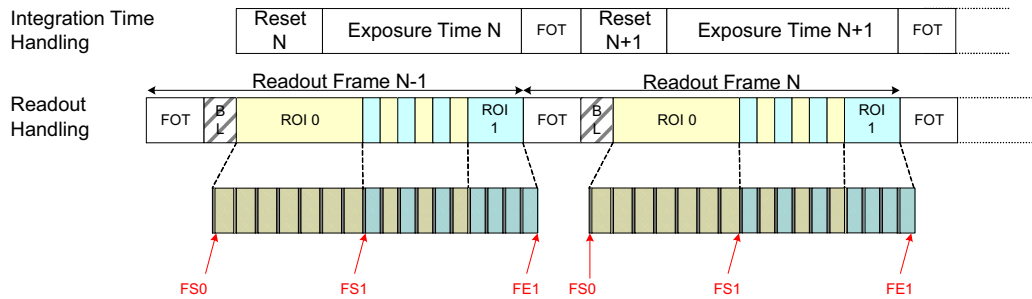 Integration Time Handling
Reset N
Exposure Time N
FOT
Reset N+1
Exposure Time N+1
FOT
Readout Frame N-1
Readout Frame N
Readout Handling
FOT
B L
ROI 0
ROI 1
FOT
B L
ROI 0
ROI 1
FOT
FS0
FS1
FE1
FS0
FS1
FE1